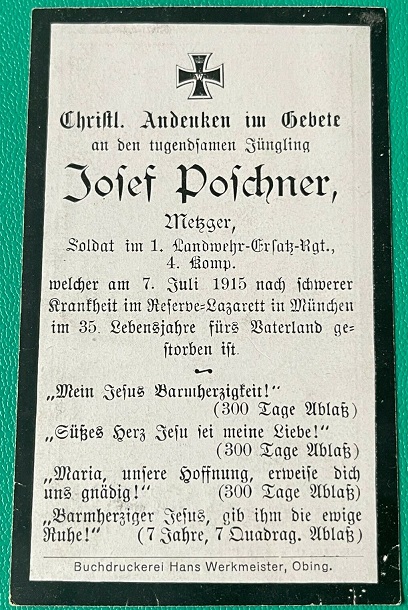 W
Christl. Andenken im Gebete
an den tugendsamen Jüngling
Josef Poschner,
Metzger,
Soldat im 1. Landwehr-Ersatz-Rgt.,
4. Komp.
welcher am 7. Juli 1915 nach schwerer
Krankheit im Reserve-Lazarett in München
im 35. Lebensjahre fürs Vaterland ge-
storben ist.
„Mein Jesus Barmherzigkeit!"
(300 Tage Ablaß)
„Süßes Herz Jesu sei meine Liebe!"
(300 Tage Ablaß)
„Maria, unsere Hoffnung, erweise dich
uns gnädig!" (300 Tage Ablaß)
„Barmherziger Jesus, gib ihm die ewige
Ruhe!" (7 Jahre, 7 Quadrag. Ablaß)
Buchdruckerei Hans Werkmeister, Obing.